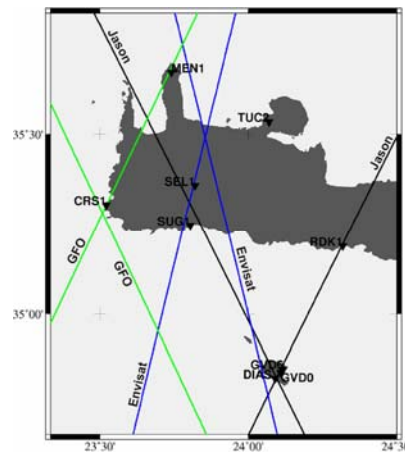 Jason
MEN1
35°30'
TUC2
Jason
SEL1
CRS1
SUG1
RDK1
GFO
GFO
Envisat
35°00'
DIAS
GVD0
Envisat
23°30'
24°00'
24°30'